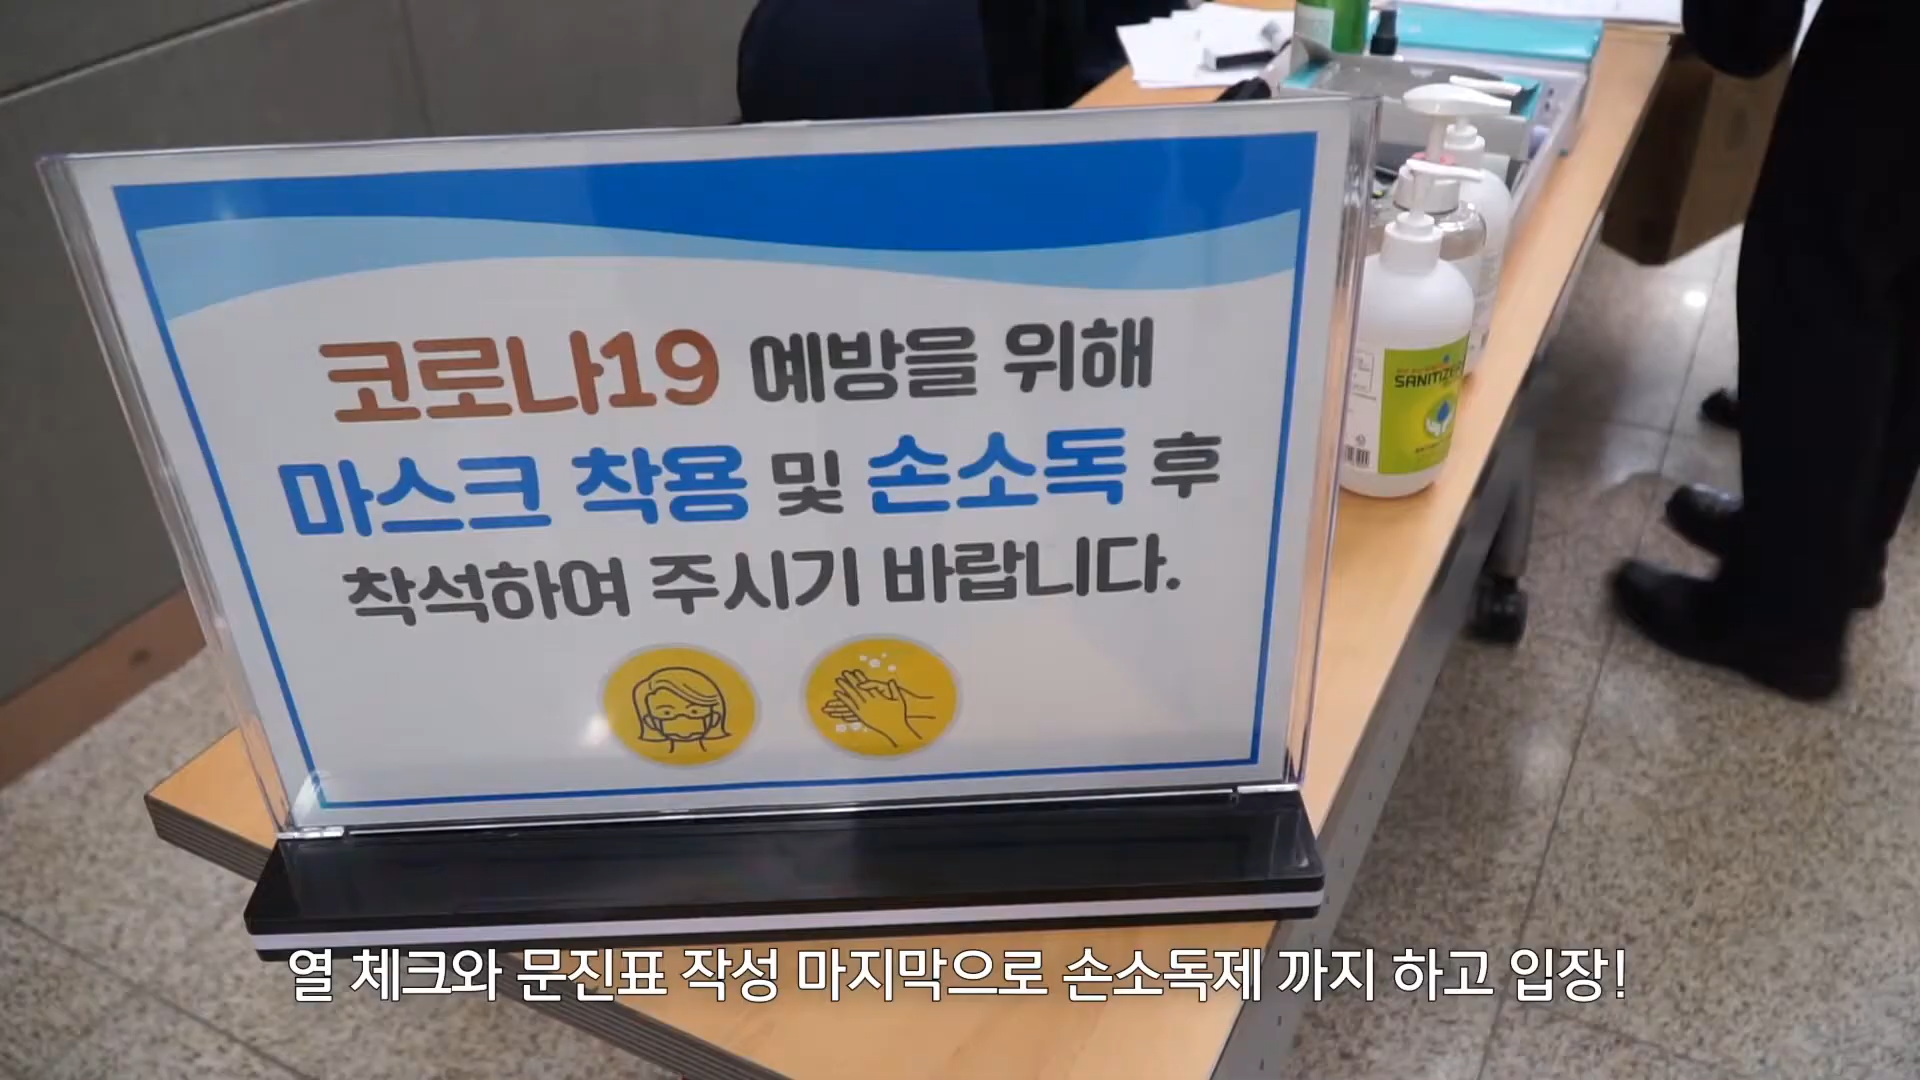 코로나19 예방을 위해
마스크 착용 및 손소독 후
착석하여 주시기 바랍니다.
SANITIZER
열 체크와 문진표 작성 마지막으로 손소독제 까지 하고 입장!